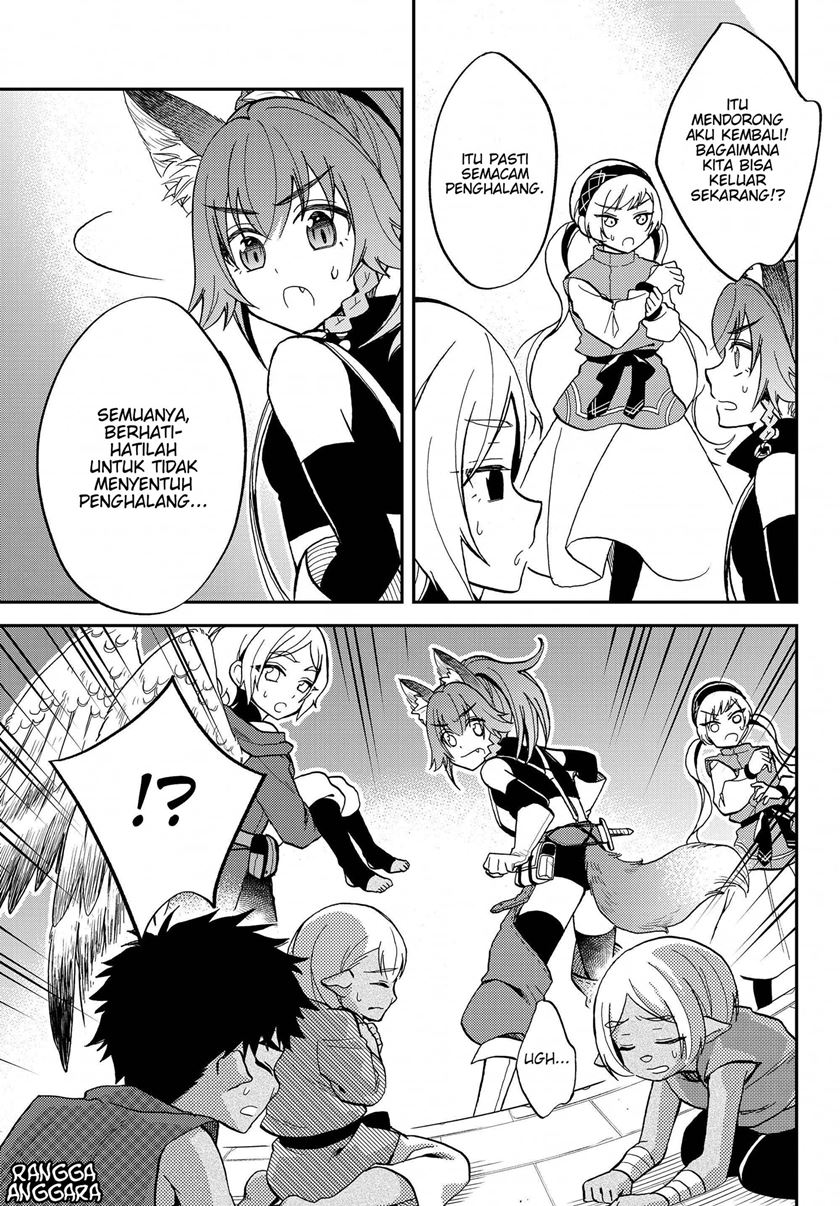 ITU
MENDORONG
AKU KEMBALI!
BAGAIMANA
KITA BISA
KELUAR
SEKARANG!?
ITU PASTI
SEMACAM
PENGHALANG.
SEMUANYA,
BERHATI-
HATILAH
UNTUK TIDAK
MENYENTUH
PENGHALANG...
!?
UGH...
RANGGA
ANGGARA